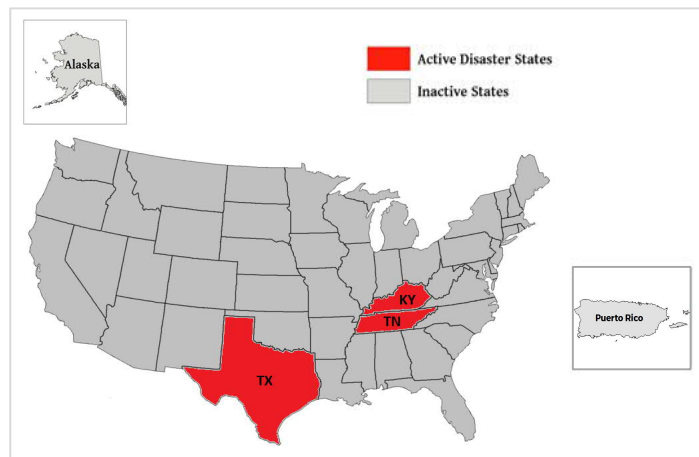 Alaska
Active Disaster States
Inactive States
KY
TN
Puerto Rico
TX